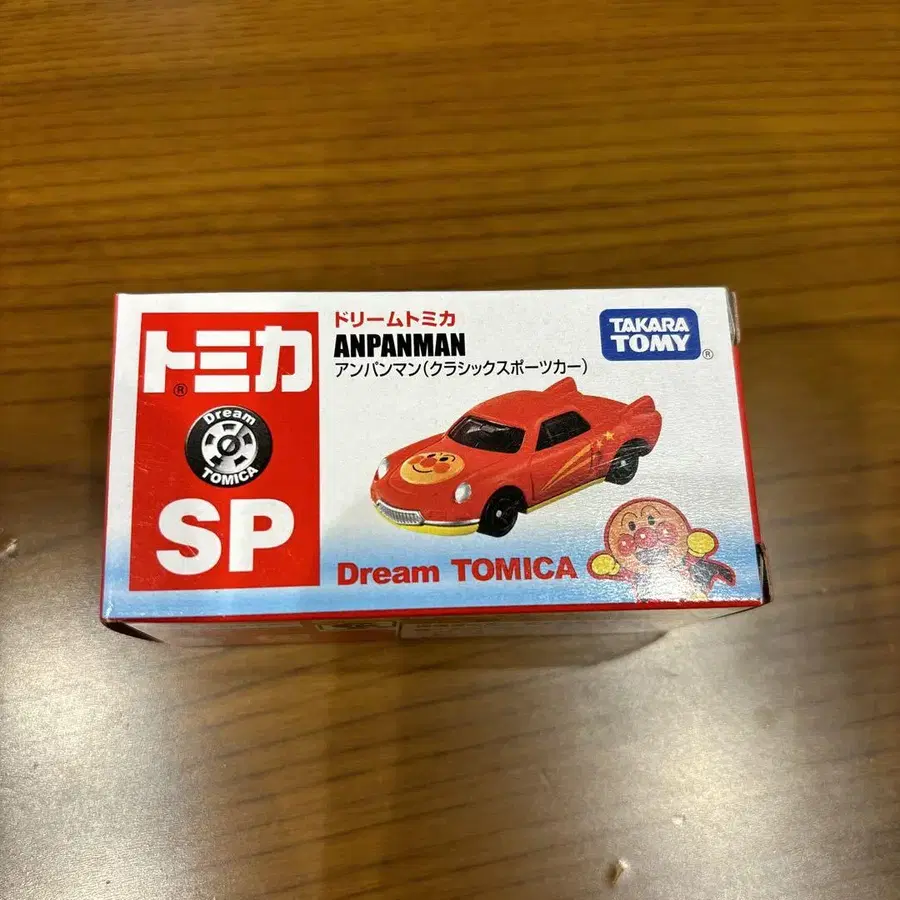 トミカ®
Dream
TOMICA
SP
ドリームトミカ
ANPANMAN
アンパンマン(クラシックスポーツカー)
TAKARA
TOMY®
Dream TOMICA